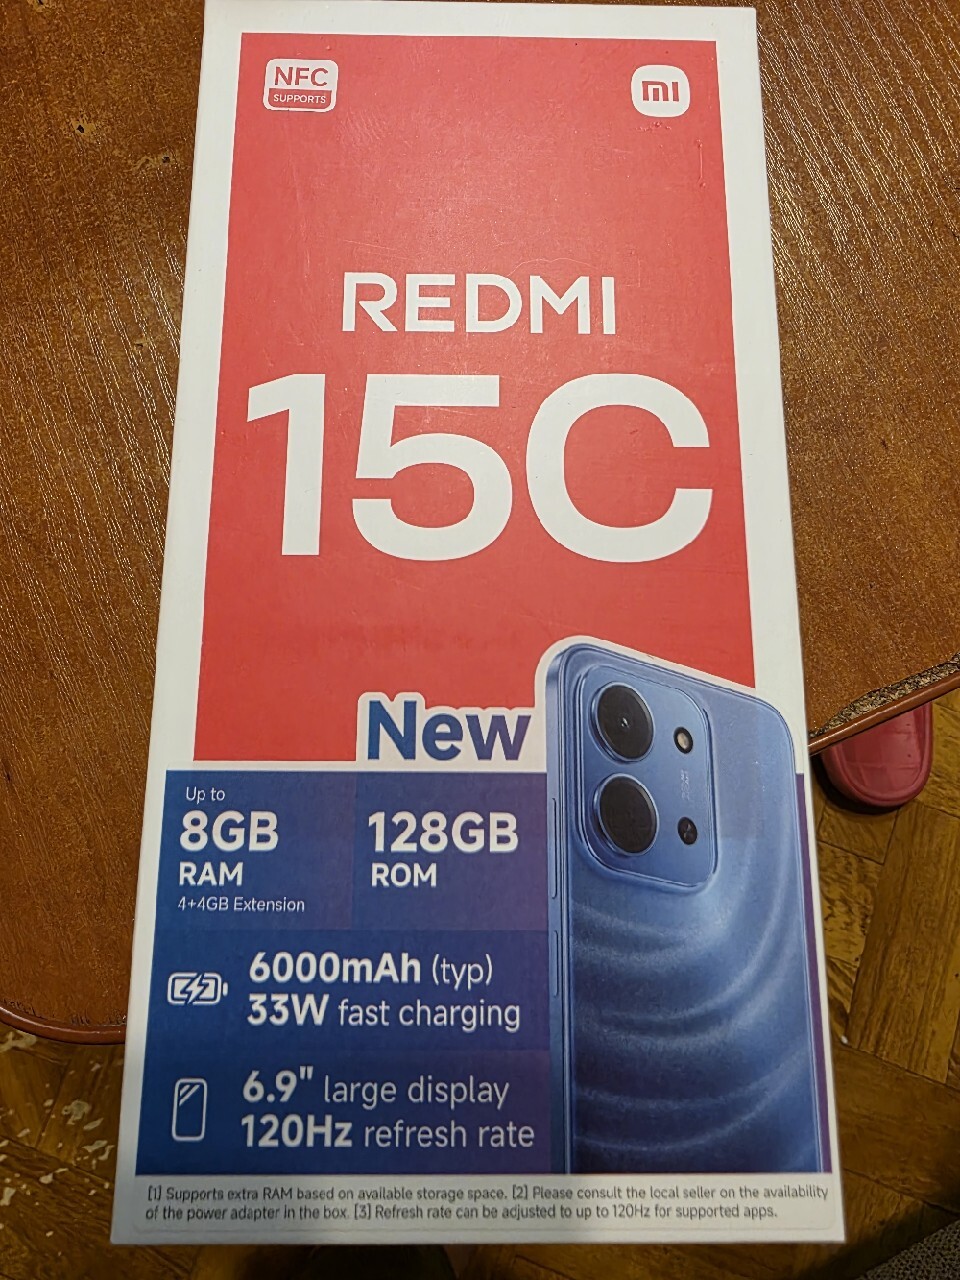 NFC
SUPPORTS
mi
REDMI
15C
New
Up to
8GB
RAM
4+4GB Extension
128GB
ROM
6000mAh (typ)
33W fast charging
6.9" large display
120Hz refresh rate
[1] Supports extra RAM based on available storage space. [2] Please consult the local seller on the availability
of the power adapter in the box. [3] Refresh rate can be adjusted to up to 120Hz for supported apps.